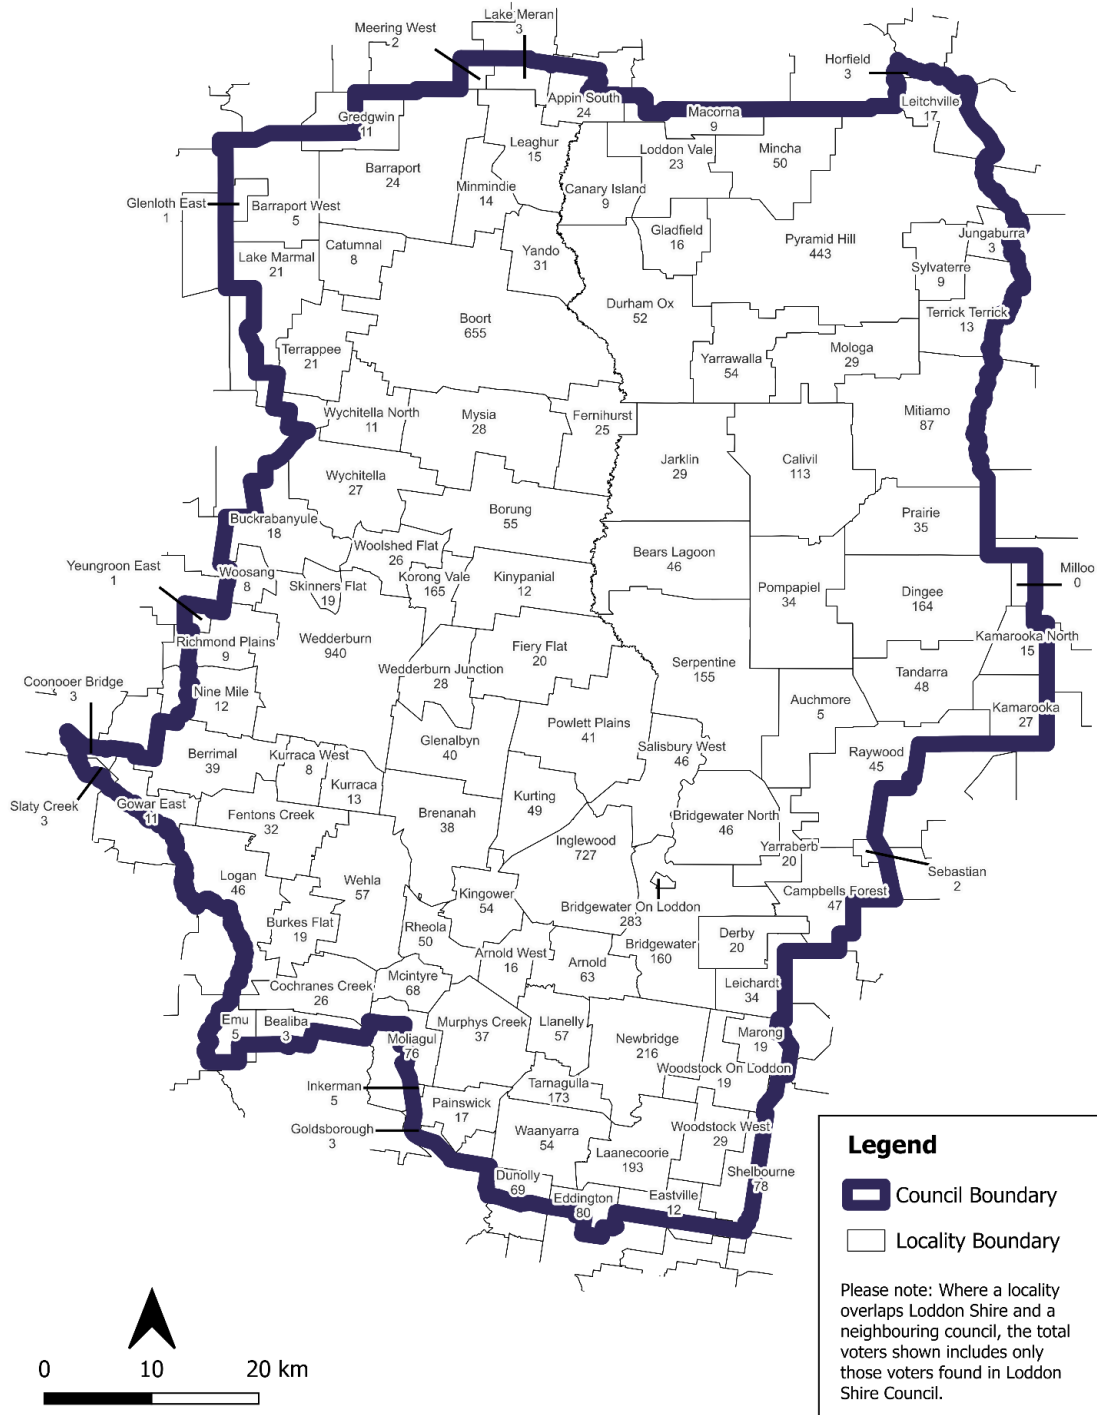 Lake Meran
3
Meering West
2
Horfield
3
Leitchville
17
Appin South
24
Macorna
9
Gredgwin
11
Leaghur
15
Loddon Vale
23
Mincha
50
Barraport
24
Minmindie
14
Canary Island
9
Glenloth East
1
Barraport West
5
Gladfield
16
Pyramid Hill
443
Jungaburra
3
Catumnal
8
Yando
31
Lake Marmal
21
Sylvaterre
9
Durham Ox
52
Boort
655
Terrick Terrick
13
Terrappee
21
Yarrawalla
54
Mologa
29
Wychitella North
11
Mysia
28
Fernihurst
25
Mitiamo
87
Jarklin
29
Calivil
113
Wychitella
27
Borung
55
Prairie
35
Buckrabanyule
18
Woolshed Flat
26
Bears Lagoon
46
Yeungroon East
1
Woosang
8
Skinners Flat
19
Korong Vale
165
Kinypanial
12
Pompapiel
34
Dingee
164
Milloo
0
Richmond Plains
9
Wedderburn
940
Fiery Flat
20
Kamarooka North
15
Wedderburn Junction
28
Serpentine
155
Tandarra
48
Coonooer Bridge
3
Nine Mile
12
Auchmore
5
Kamarooka
27
Powlett Plains
41
Glenalbyn
40
Salisbury West
46
Berrimal
39
Kurraca West
8
Raywood
45
Kurraca
13
Slaty Creek
3
Gowar East
11
Fentons Creek
32
Brenanah
38
Kurting
49
Bridgewater North
46
Inglewood
727
Yarraberb
20
Sebastian
2
Logan
46
Wehla
57
Kingower
54
Campbells Forest
47
Bridgewater On Loddon
283
Burkes Flat
19
Rheola
50
Derby
20
Bridgewater
160
Arnold West
16
Arnold
63
Mcintyre
68
Leichardt
34
Cochranes Creek
26
Emu
5
Bealiba
3
Murphys Creek
37
Llanelly
57
Marong
19
Moliagul
76
Newbridge
216
Woodstock On Loddon
19
Inkerman
5
Tarnagulla
173
Painswick
17
Goldsborough
3
Waanyarra
54
Woodstock West
29
Laanecoorie
193
Dunolly
69
Shelbourne
78
Eddington
80
Eastville
12
Legend
Council Boundary
Locality Boundary
Please note: Where a locality
overlaps Loddon Shire and a
neighbouring council, the total
voters shown includes only
those voters found in Loddon
Shire Council.
0 10 20 km